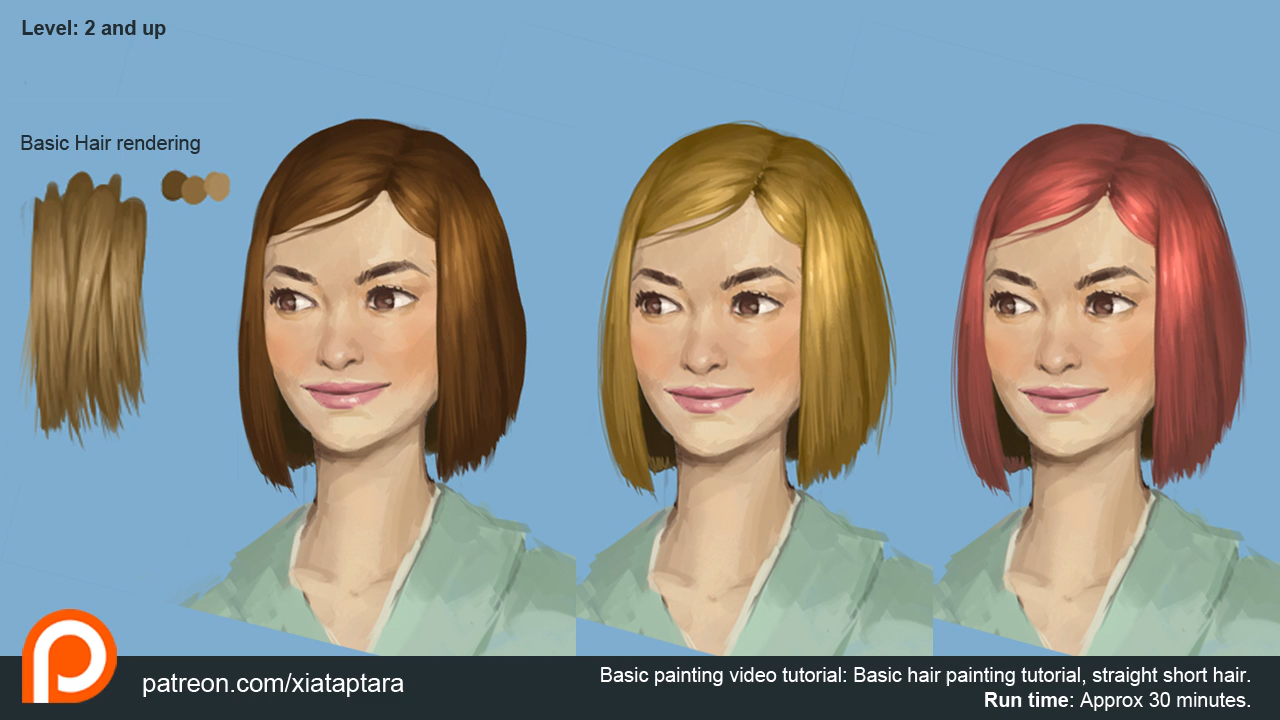 Level: 2 and up
Basic Hair rendering
patreon.com/xiataptara
Basic painting video tutorial: Basic hair painting tutorial, straight short hair.
Run time: Approx 30 minutes.